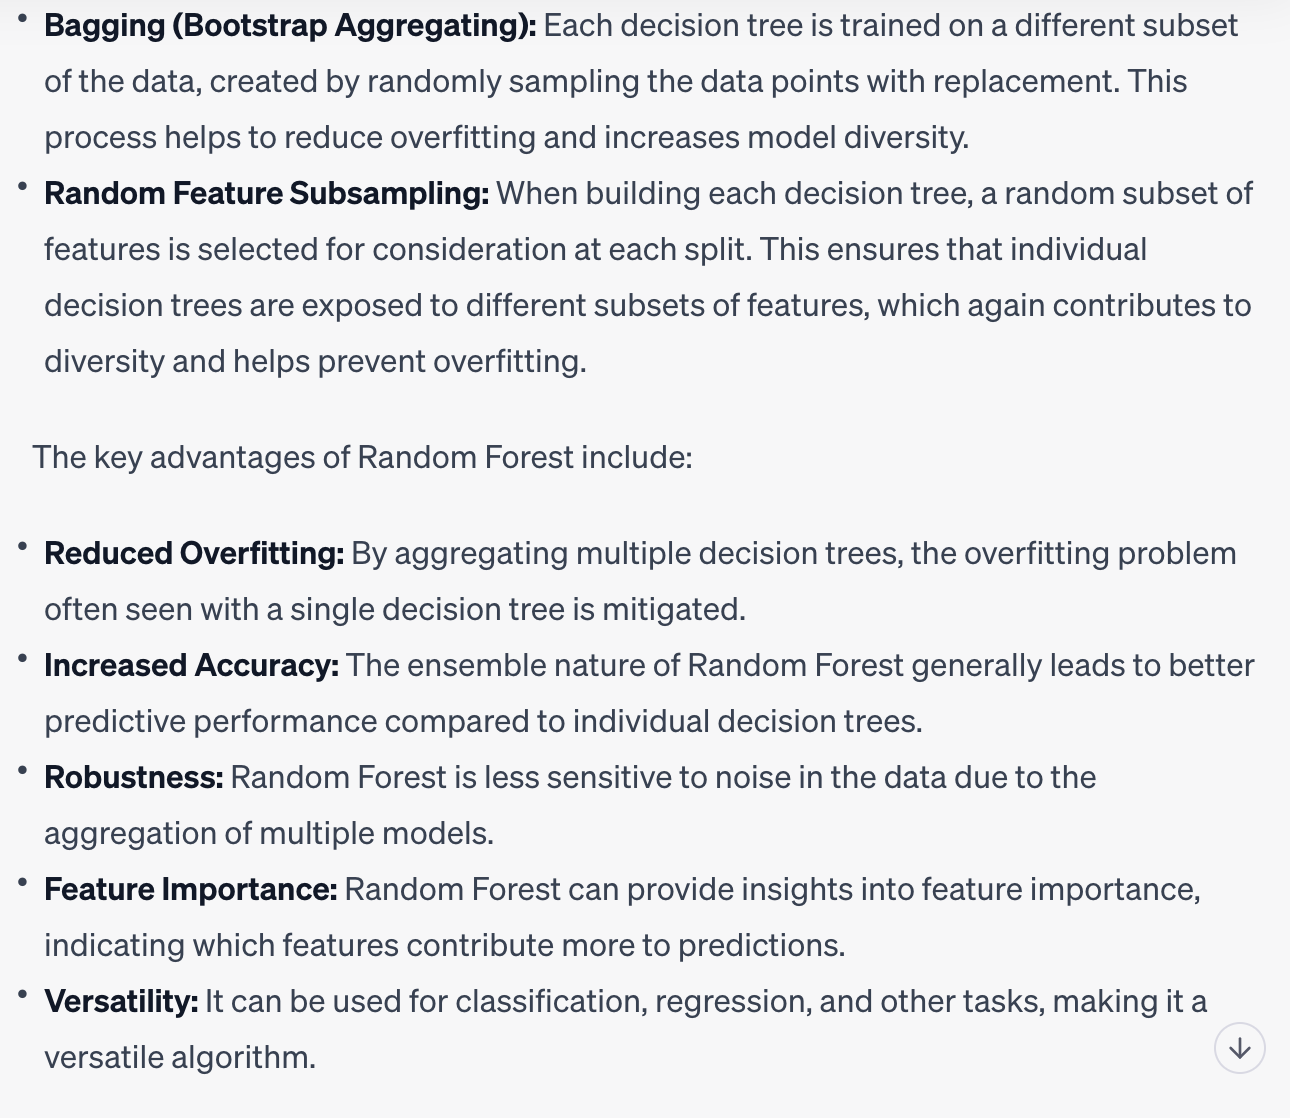 • Bagging (Bootstrap Aggregating): Each decision tree is trained on a different subset
of the data, created by randomly sampling the data points with replacement. This
process helps to reduce overfitting and increases model diversity.
• Random Feature Subsampling: When building each decision tree, a random subset of
features is selected for consideration at each split. This ensures that individual
decision trees are exposed to different subsets of features, which again contributes to
diversity and helps prevent overfitting.
The key advantages of Random Forest include:
• Reduced Overfitting: By aggregating multiple decision trees, the overfitting problem
often seen with a single decision tree is mitigated.
• Increased Accuracy: The ensemble nature of Random Forest generally leads to better
predictive performance compared to individual decision trees.
• Robustness: Random Forest is less sensitive to noise in the data due to the
aggregation of multiple models.
• Feature Importance: Random Forest can provide insights into feature importance,
indicating which features contribute more to predictions.
• Versatility: It can be used for classification, regression, and other tasks, making it a
versatile algorithm.